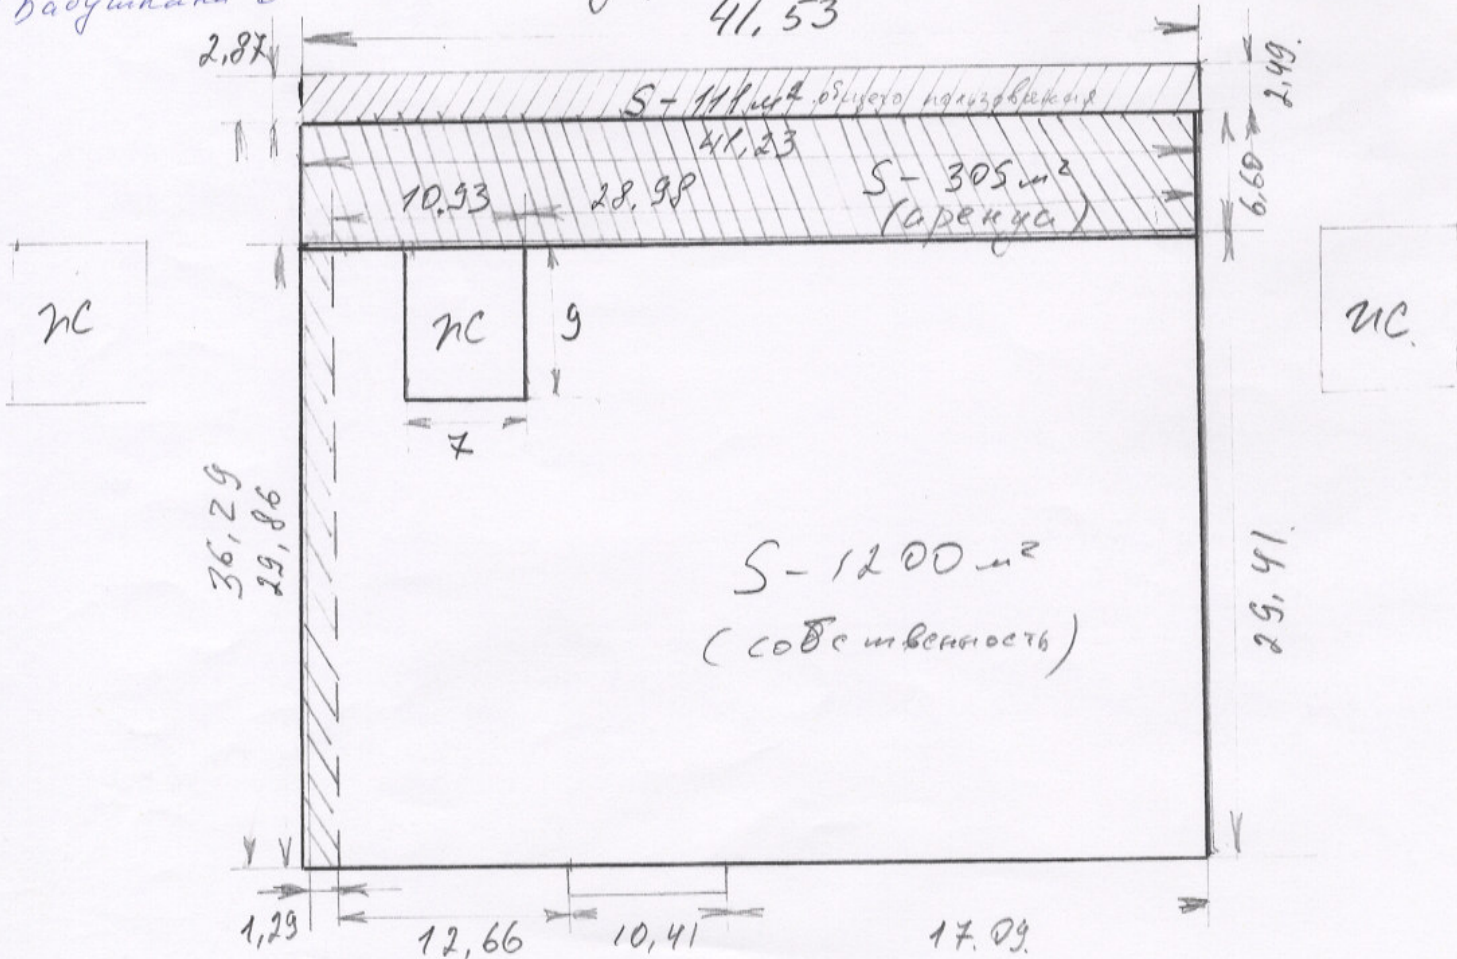 41,53
2,87
2,49.
S - 111 м² общего пользования
41,23
10.93
28.98
S - 305 м²
(аренда)
6,60
ЖС
ЖС
9
ЖС.
7
36,29
29,86
S - 1200 м²
(собственность)
29,41.
1,29
12,66
10,41
17.09.